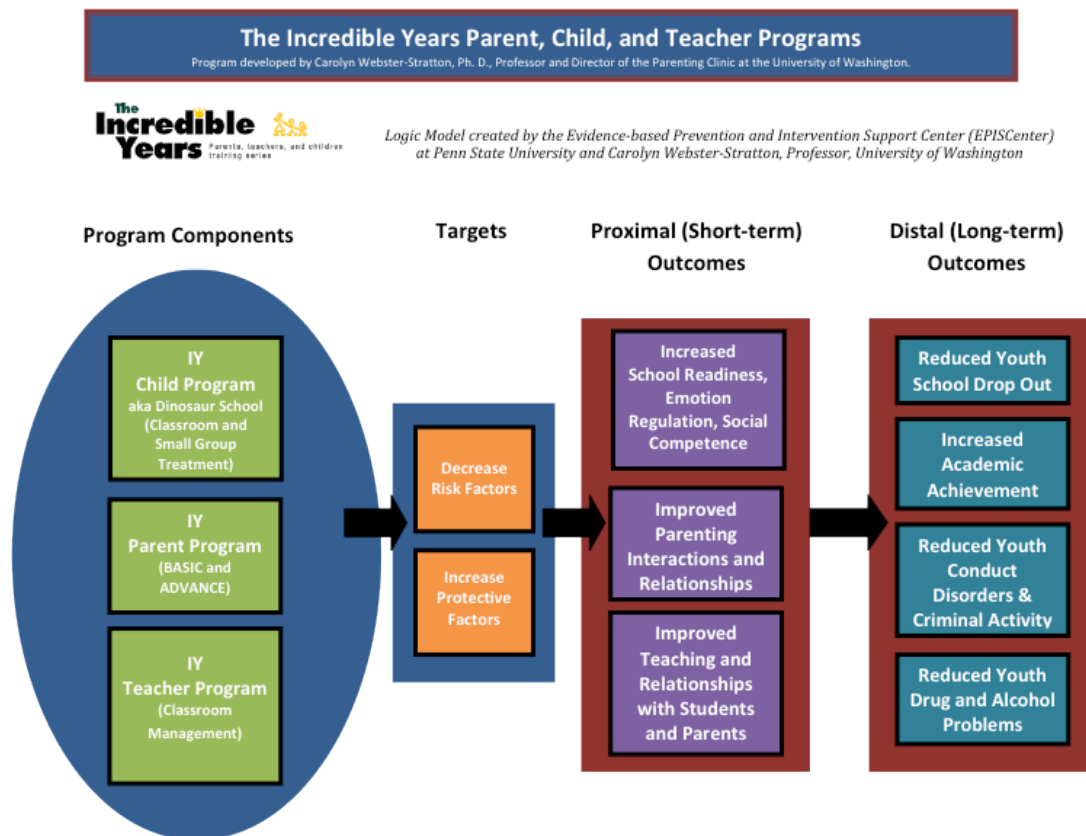 The Incredible Years Parent, Child, and Teacher Programs
Program developed by Carolyn Webster-Stratton, Ph. D., Professor and Director of the Parenting Clinic at the University of Washington.
The
Incredible
Years
Parents, teachers, and children
training series
Logic Model created by the Evidence-based Prevention and Intervention Support Center (EPISCenter)
at Penn State University and Carolyn Webster-Stratton, Professor, University of Washington
Program Components
IY
Child Program
aka Dinosaur School
(Classroom and
Small Group
Treatment)
IY
Parent Program
(BASIC and
ADVANCE)
IY
Teacher Program
(Classroom
Management)
Targets
Decrease
Risk Factors
Increase
Protective
Factors
Proximal (Short-term)
Outcomes
Increased
School Readiness,
Emotion
Regulation, Social
Competence
Improved
Parenting
Interactions and
Relationships
Improved
Teaching and
Relationships
with Students
and Parents
Distal (Long-term)
Outcomes
Reduced Youth
School Drop Out
Increased
Academic
Achievement
Reduced Youth
Conduct
Disorders &
Criminal Activity
Reduced Youth
Drug and Alcohol
Problems